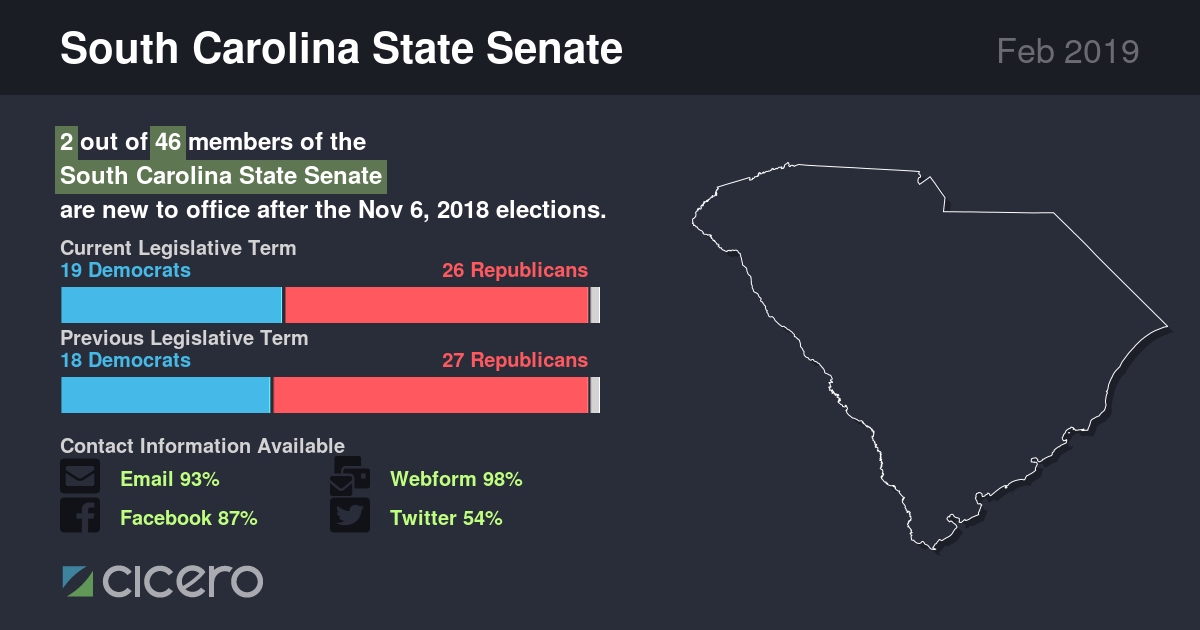 South Carolina State Senate
Feb 2019
2 out of 46 members of the
South Carolina State Senate
are new to office after the Nov 6, 2018 elections.
Current Legislative Term
19 Democrats 26 Republicans
Previous Legislative Term
18 Democrats 27 Republicans
Contact Information Available
Email 93% Webform 98%
Facebook 87% Twitter 54%
cicero